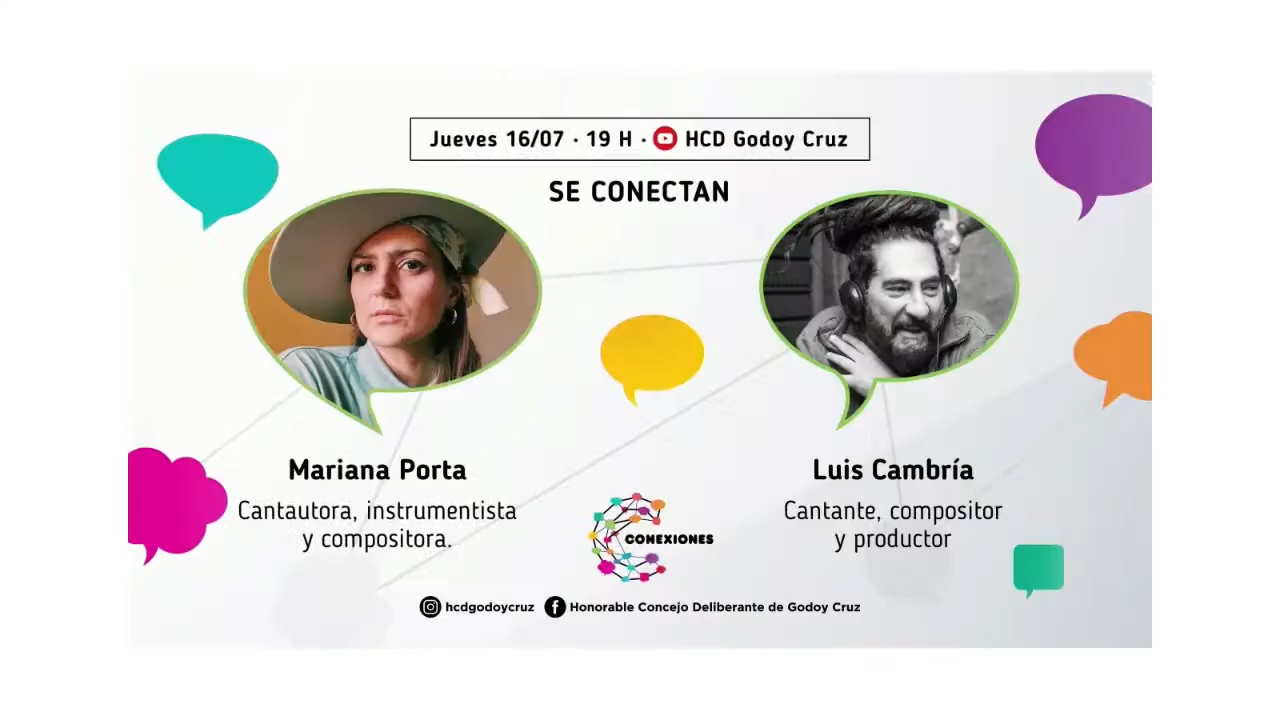 Jueves 16/07 · 19 H · HCD Godoy Cruz
SE CONECTAN
Mariana Porta
Cantautora, instrumentista
y compositora.
Luis Cambría
Cantante, compositor
y productor
CONEXIONES
hcdgodoycruz Honorable Concejo Deliberante de Godoy Cruz